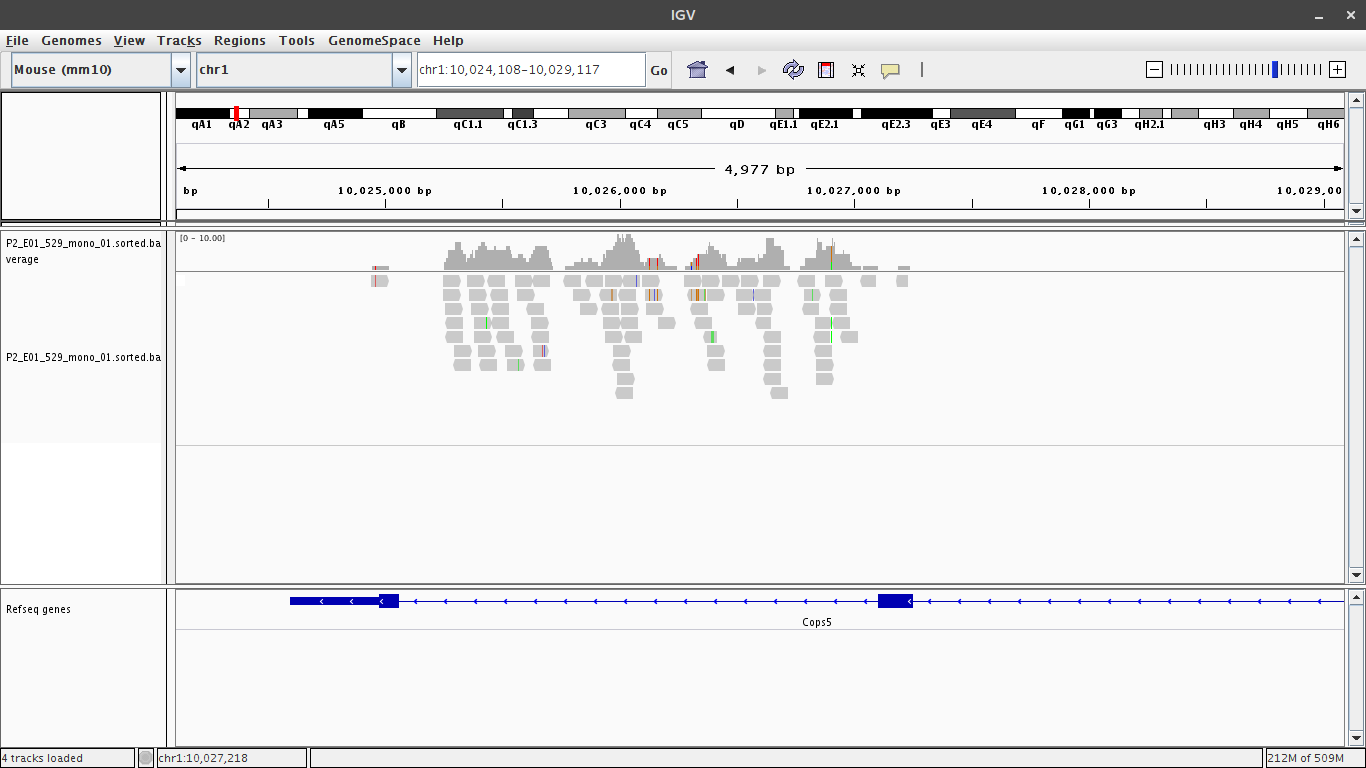 IGV
File Genomes View Tracks Regions Tools GenomeSpace Help
Mouse (mm10) chr1 chr1:10,024,108-10,029,117 Go
qA1 qA2 qA3 qA5 qB qC1.1 qC1.3 qC3 qC4 qC5 qD qE1.1 qE2.1 qE2.3 qE3 qE4 qF qG1 qG3 qH2.1 qH3 qH4 qH5 qH6
4,977 bp
bp 10,025,000 bp 10,026,000 bp 10,027,000 bp 10,028,000 bp 10,029,00
P2_E01_529_mono_01.sorted.ba
verage
[0 - 10.00]
P2_E01_529_mono_01.sorted.ba
Refseq genes
Cops5
4 tracks loaded chr1:10,027,218 212M of 509M